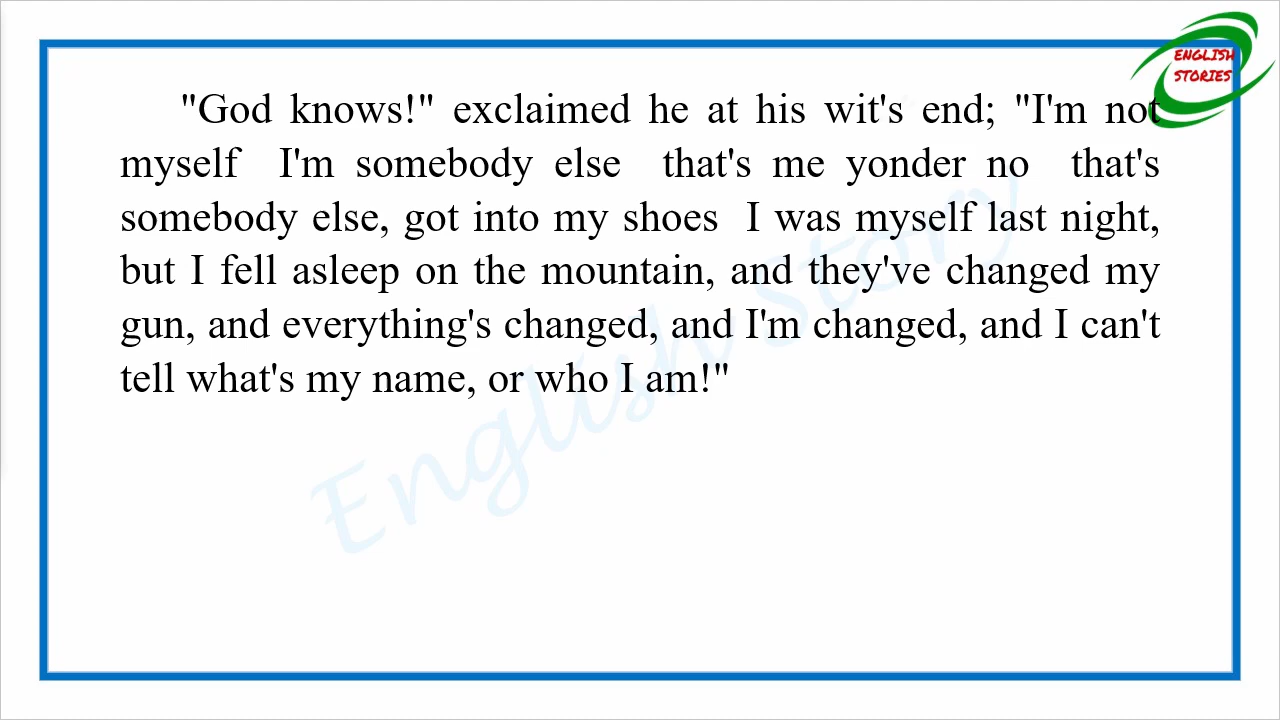 ENGLISH
STORIES
"God knows!" exclaimed he at his wit's end; "I'm not
myself I'm somebody else that's me yonder no that's
somebody else, got into my shoes I was myself last night,
but I fell asleep on the mountain, and they've changed my
gun, and everything's changed, and I'm changed, and I can't
tell what's my name, or who I am!"
English Story